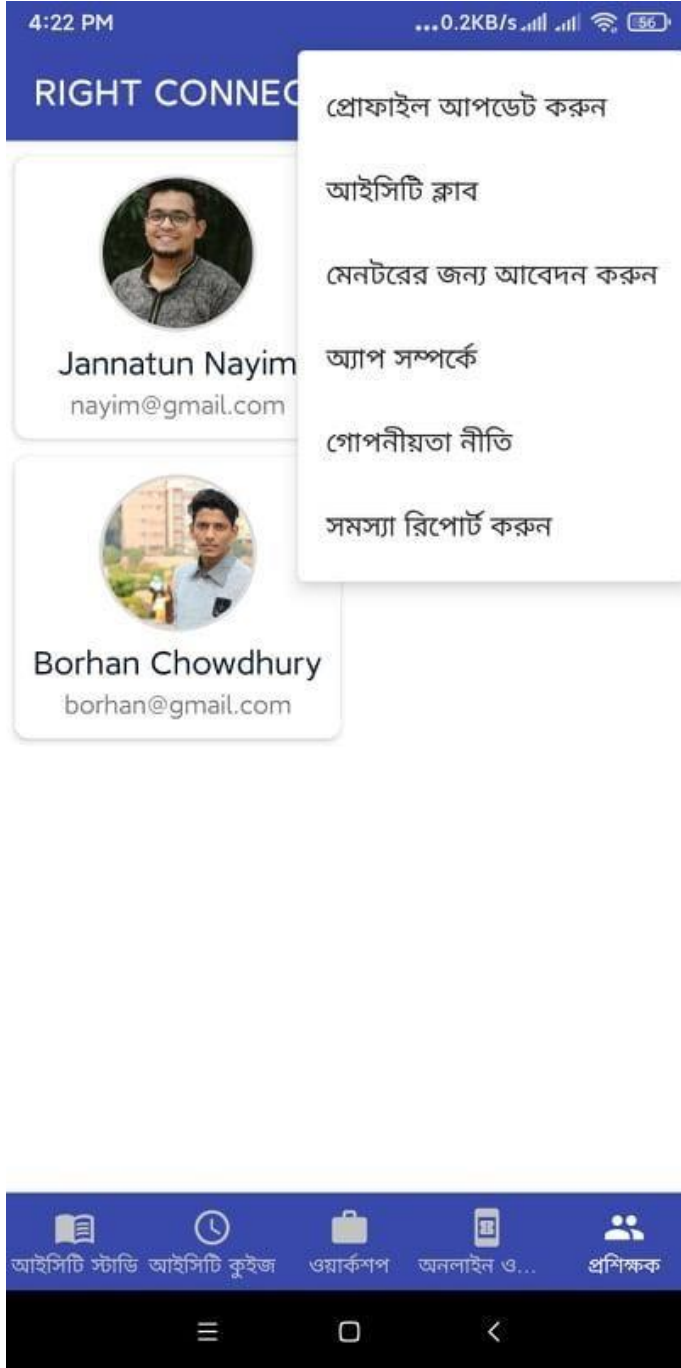 4:22 PM
...0.2KB/s
56
RIGHT CONNEC
প্রোফাইল আপডেট করুন
আইসিটি ক্লাব
মেনটরের জন্য আবেদন করুন
অ্যাপ সম্পর্কে
গোপনীয়তা নীতি
সমস্যা রিপোর্ট করুন
Jannatun Nayim
nayim@gmail.com
Borhan Chowdhury
borhan@gmail.com
আইসিটি স্টাডি
আইসিটি কুইজ
ওয়ার্কশপ
অনলাইন ও...
প্রশিক্ষক